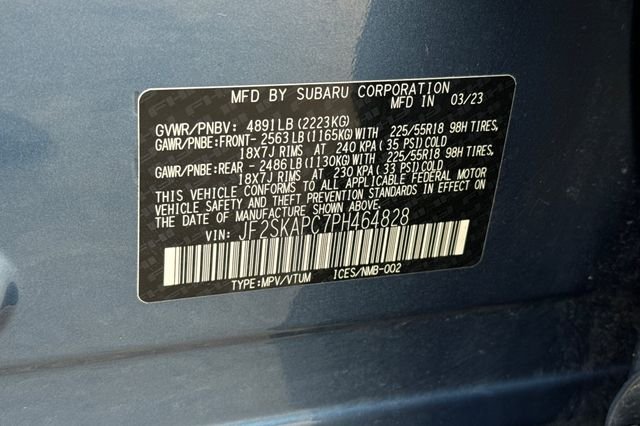 MFD BY SUBARU CORPORATION
MFD IN 03/23
GVWR/PNBV: 4891LB (2223KG)
GAWR/PNBE:FRONT- 2563LB (1165KG)WITH 225/55R18 98H TIRES,
18X7J RIMS AT 240 KPA (35 PSI)COLD
GAWR/PNBE:REAR - 2486LB (1130KG)WITH 225/55R18 98H TIRES,
18X7J RIMS AT 230 KPA (33 PSI)COLD
THIS VEHICLE CONFORMS TO ALL APPLICABLE FEDERAL MOTOR
VEHICLE SAFETY AND THEFT PREVENTION STANDARDS IN EFFECT ON
THE DATE OF MANUFACTURE SHOWN ABOVE.
VIN: JF2SKAPC7PH464828
TYPE:MPV/VTUM ICES/NMB-002